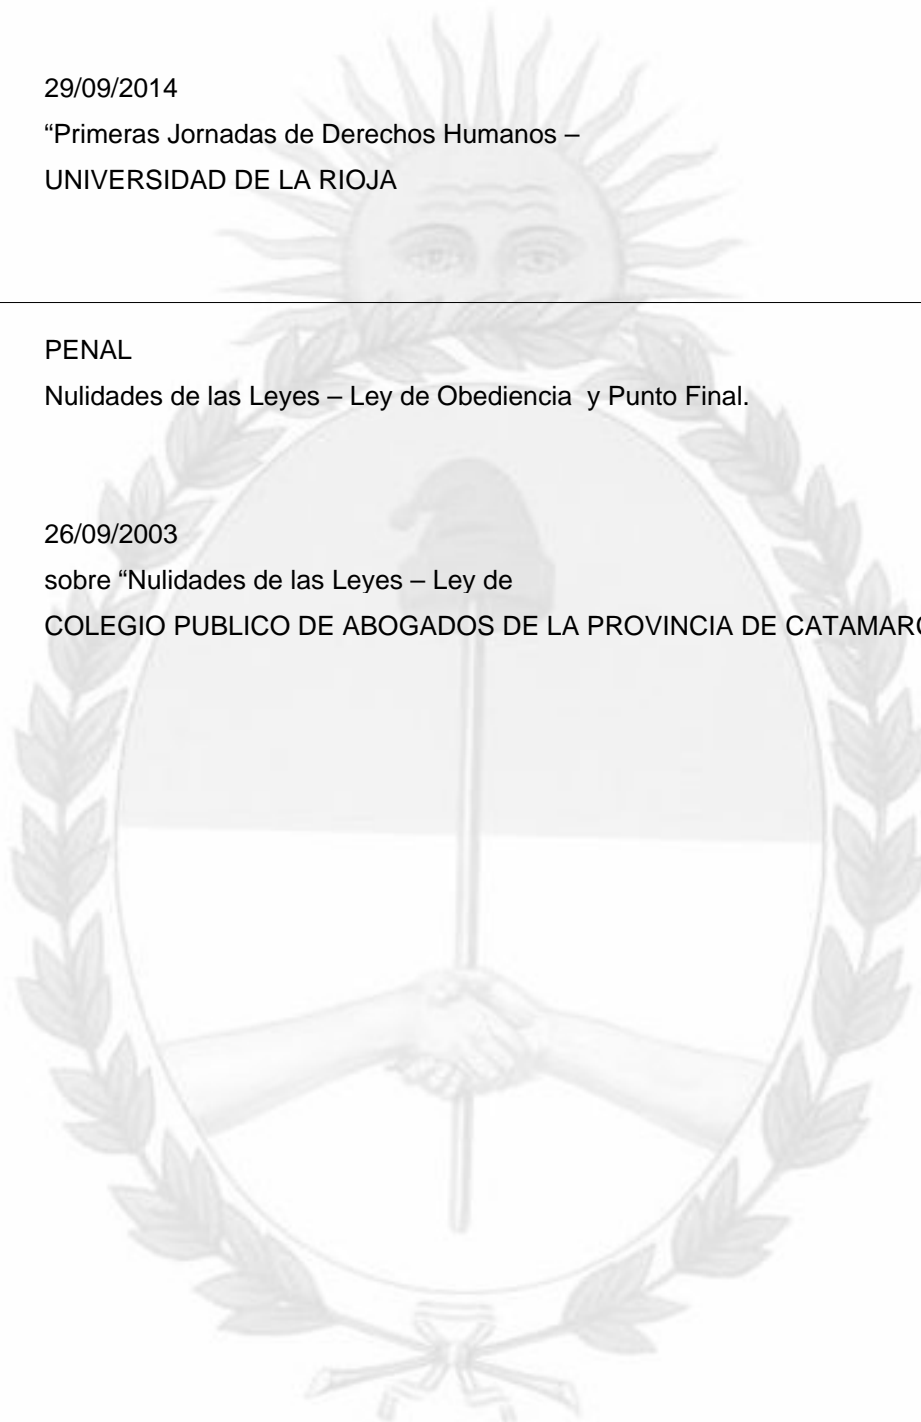 29/09/2014
“Primeras Jornadas de Derechos Humanos –
UNIVERSIDAD DE LA RIOJA
PENAL
Nulidades de las Leyes – Ley de Obediencia  y Punto Final.
26/09/2003
sobre “Nulidades de las Leyes – Ley de
COLEGIO PUBLICO DE ABOGADOS DE LA PROVINCIA DE